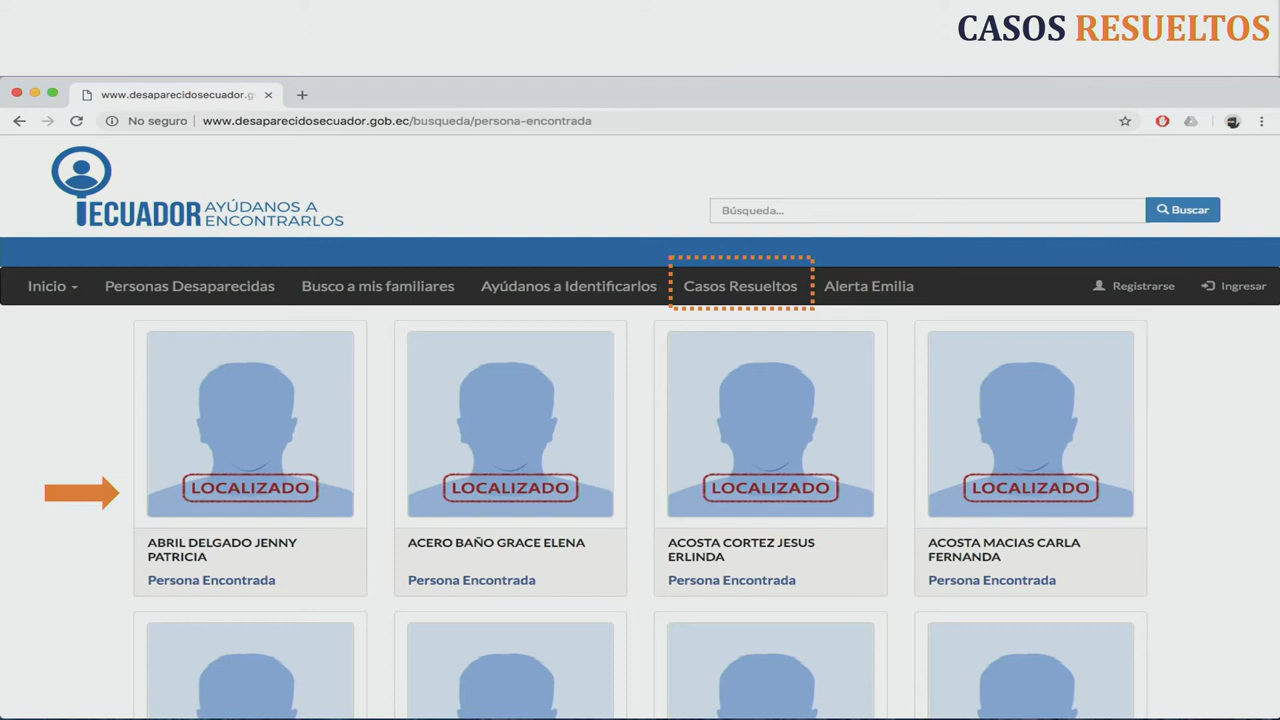 CASOS RESUELTOS
www.desaparecidosecuador.g
No seguro
www.desaparecidosecuador.gob.ec/busqueda/persona-encontrada
ECUADOR AYÚDANOS A
ENCONTRARLOS
Búsqueda...
Buscar
Inicio
Personas Desaparecidas
Busco a mis familiares
Ayúdanos a Identificarlos
Casos Resueltos
Alerta Emilia
Registrarse
Ingresar
LOCALIZADO
LOCALIZADO
LOCALIZADO
LOCALIZADO
ABRIL DELGADO JENNY
PATRICIA
Persona Encontrada
ACERO BAÑO GRACE ELENA
Persona Encontrada
ACOSTA CORTEZ JESUS
ERLINDA
Persona Encontrada
ACOSTA MACIAS CARLA
FERNANDA
Persona Encontrada